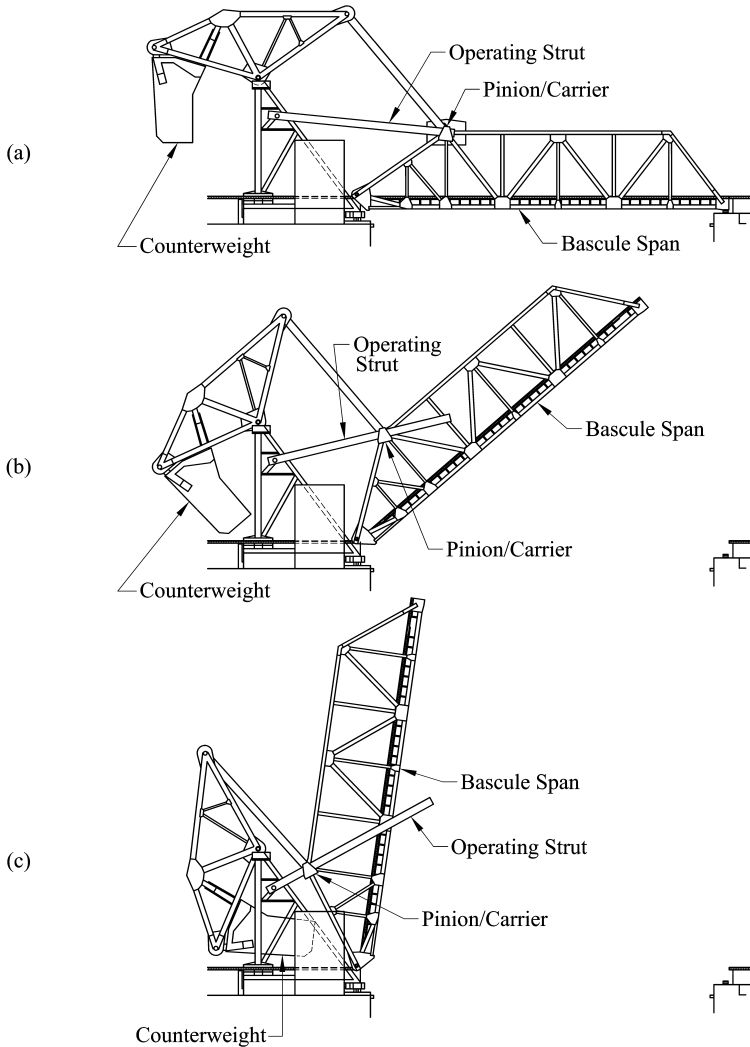 Operating Strut
Pinion/Carrier
(a)
Counterweight
Bascule Span
Operating
Strut
Bascule Span
(b)
Pinion/Carrier
Counterweight
Bascule Span
Operating Strut
(c)
Pinion/Carrier
Counterweight